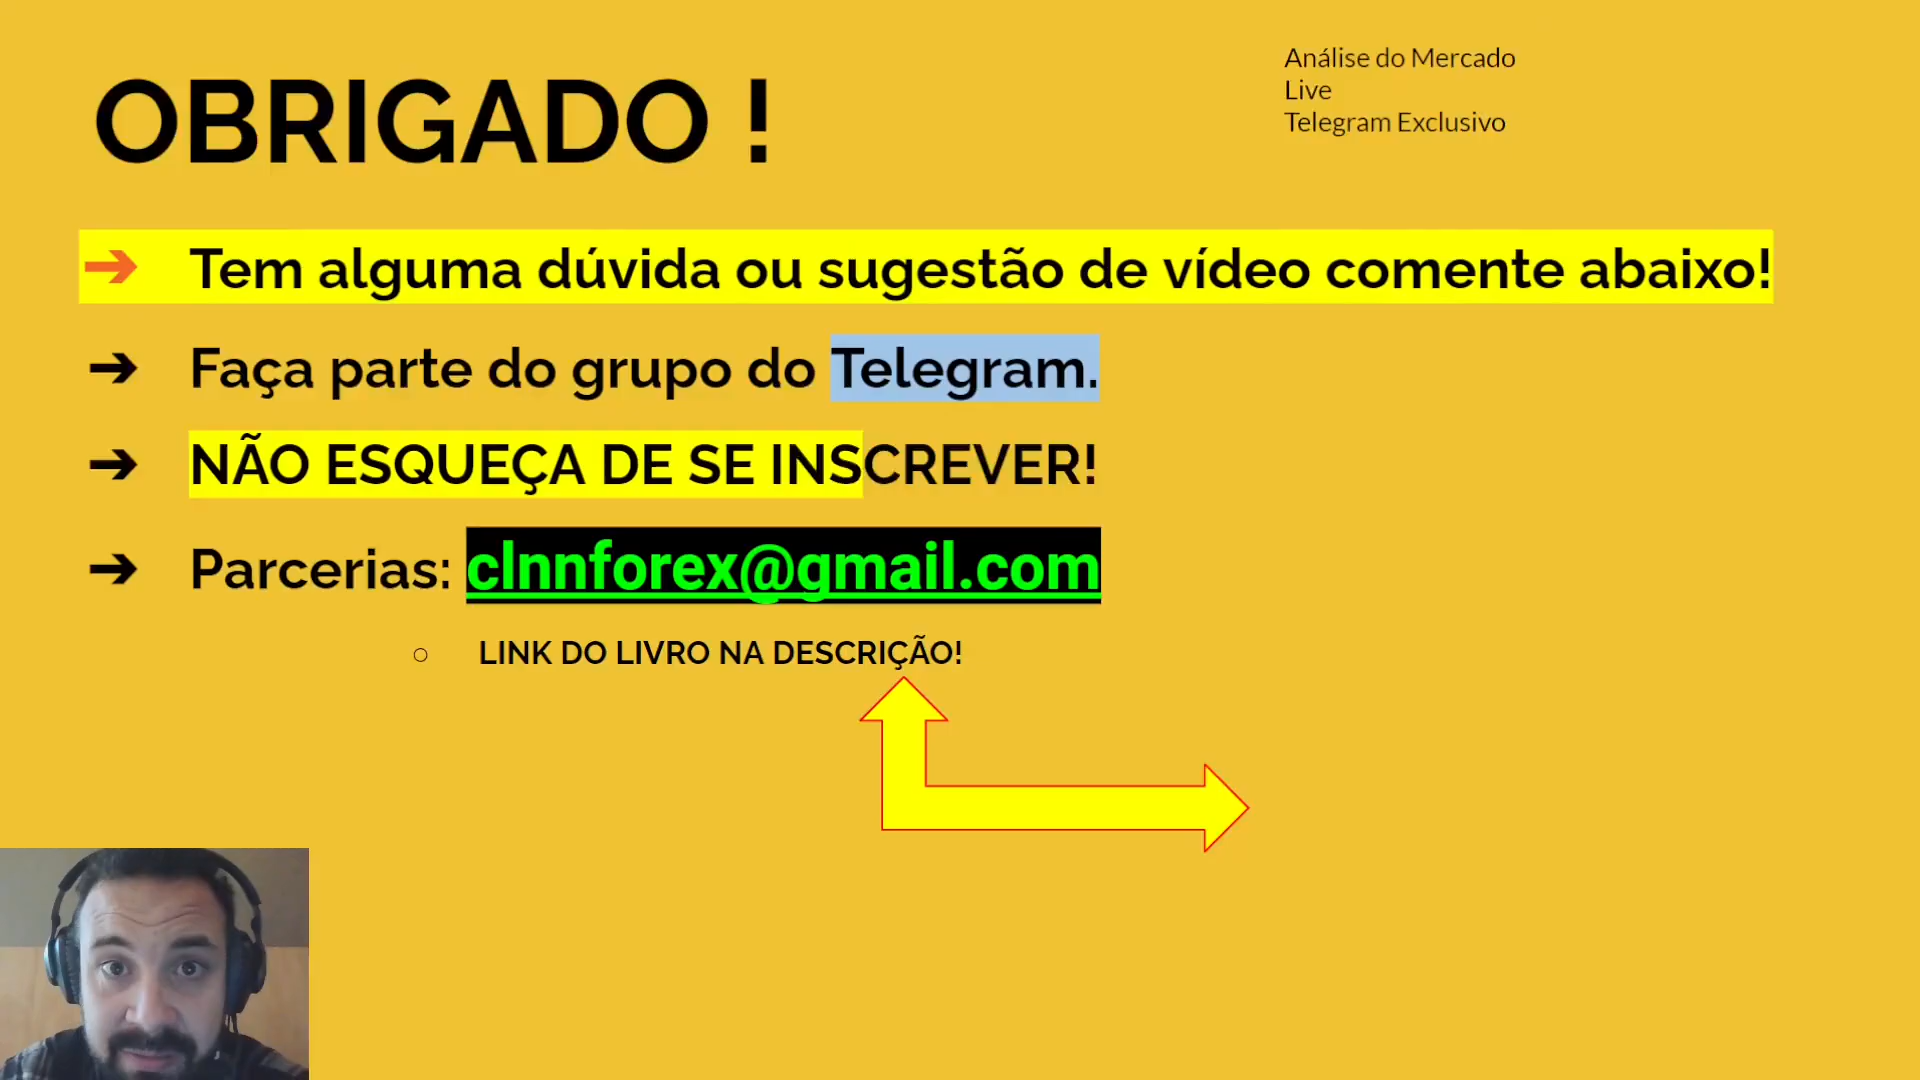 OBRIGADO !
Análise do Mercado
Live
Telegram Exclusivo
➔ Tem alguma dúvida ou sugestão de vídeo comente abaixo!
➔ Faça parte do grupo do Telegram.
➔ NÃO ESQUEÇA DE SE INSCREVER!
➔ Parcerias: clnnforex@gmail.com
○ LINK DO LIVRO NA DESCRIÇÃO!